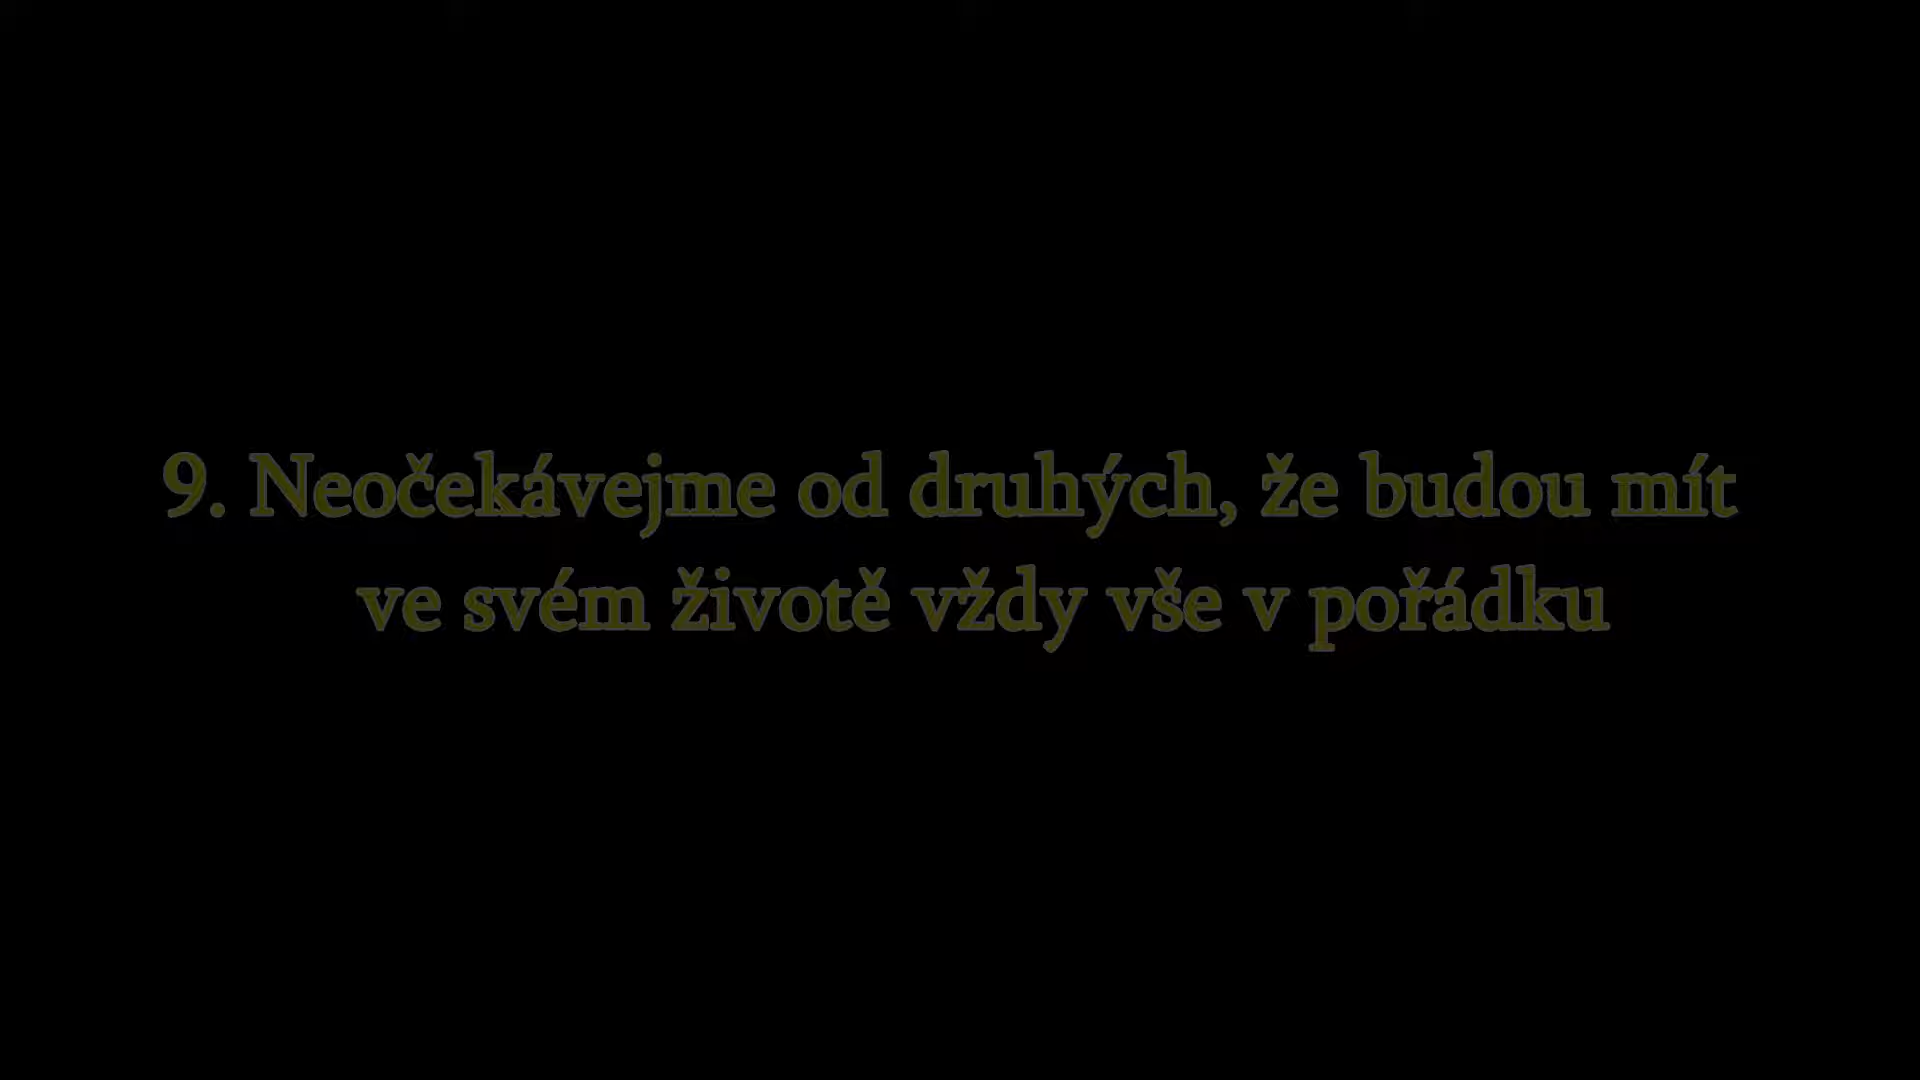 9. Neočekávejme od druhých, že budou mít
ve svém životě vždy vše v pořádku